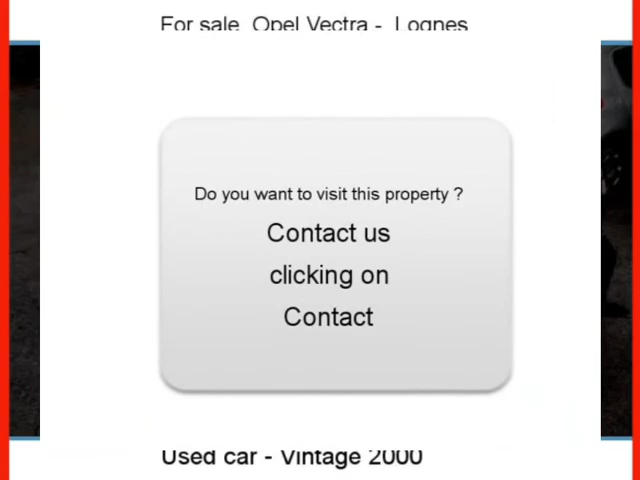 For sale Opel Vectra - Lognes
Do you want to visit this property ?
Contact us
clicking on
Contact
Used car - Vintage 2000